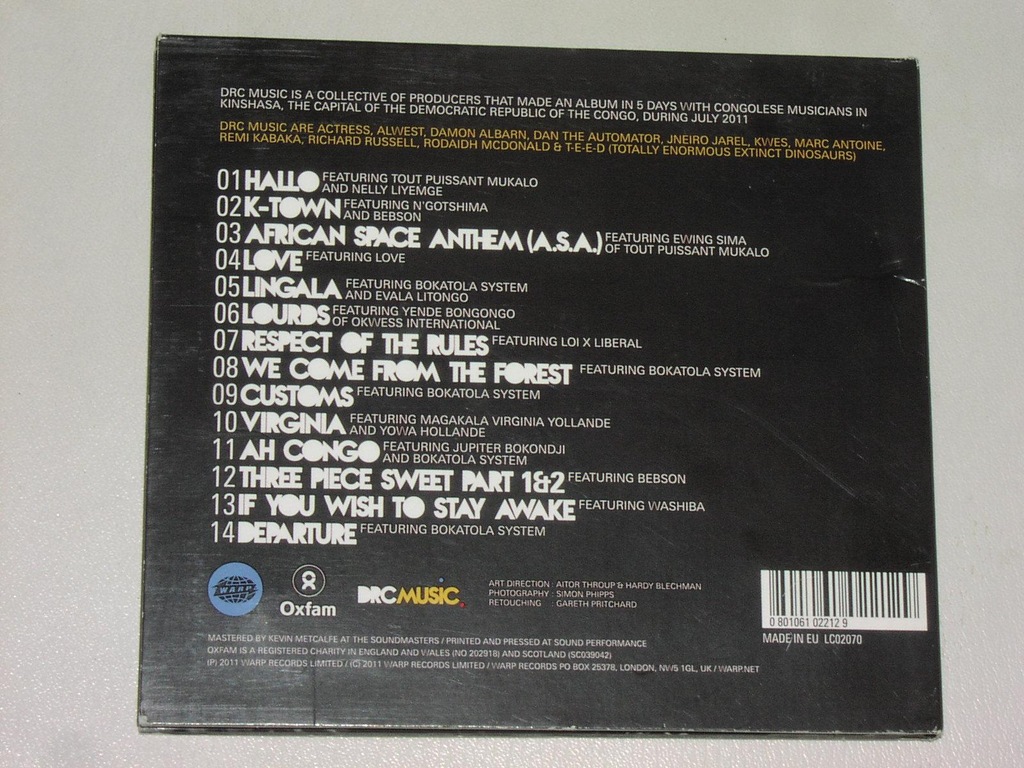 DRC MUSIC IS A COLLECTIVE OF PRODUCERS THAT MADE AN ALBUM IN 5 DAYS WITH CONGOLESE MUSICIANS IN
KINSHASA, THE CAPITAL OF THE DEMOCRATIC REPUBLIC OF THE CONGO, DURING JULY 2011
DRC MUSIC ARE ACTRESS, ALWEST, DAMON ALBARN, DAN THE AUTOMATOR, JNEIRO JAREL, KWES, MARC ANTOINE,
REMI KABAKA, RICHARD RUSSELL, RODAIDH MCDONALD & T-E-E-D (TOTALLY ENORMOUS EXTINCT DINOSAURS)
01 HALLO FEATURING TOUT PUISSANT MUKALO
AND NELLY LIYEMGE
02 K-TOWN FEATURING N'GOTSHIMA
AND BEBSON
03 AFRICAN SPACE ANTHEM (A.S.A.) FEATURING EWING SIMA
OF TOUT PUISSANT MUKALO
04 LOVE FEATURING LOVE
05 LINGALA FEATURING BOKATOLA SYSTEM
AND EVALA LITONGO
06 LOURDS FEATURING YENDE BONGONGO
OF OKWESS INTERNATIONAL
07 RESPECT OF THE RULES FEATURING LOI X LIBERAL
08 WE COME FROM THE FOREST FEATURING BOKATOLA SYSTEM
09 CUSTOMS FEATURING BOKATOLA SYSTEM
10 VIRGINIA FEATURING MAGAKALA VIRGINIA YOLLANDE
AND YOWA HOLLANDE
11 AH CONGO FEATURING JUPITER BOKONDJI
AND BOKATOLA SYSTEM
12 THREE PIECE SWEET PART 1&2 FEATURING BEBSON
13 IF YOU WISH TO STAY AWAKE FEATURING WASHIBA
14 DEPARTURE FEATURING BOKATOLA SYSTEM
WARP
Oxfam
DRCMUSIC.
ART DIRECTION : AITOR THROUP & HARDY BLECHMAN
PHOTOGRAPHY : SIMON PHIPPS
RETOUCHING : GARETH PRITCHARD
0 801061 02212 9
MADE IN EU LC02070
MASTERED BY KEVIN METCALFE AT THE SOUNDMASTERS / PRINTED AND PRESSED AT SOUND PERFORMANCE
OXFAM IS A REGISTERED CHARITY IN ENGLAND AND WALES (NO 202918) AND SCOTLAND (SC039042)
(P) 2011 WARP RECORDS LIMITED / (C) 2011 WARP RECORDS LIMITED / WARP RECORDS PO BOX 25378, LONDON, NW5 1GL, UK / WARP.NET